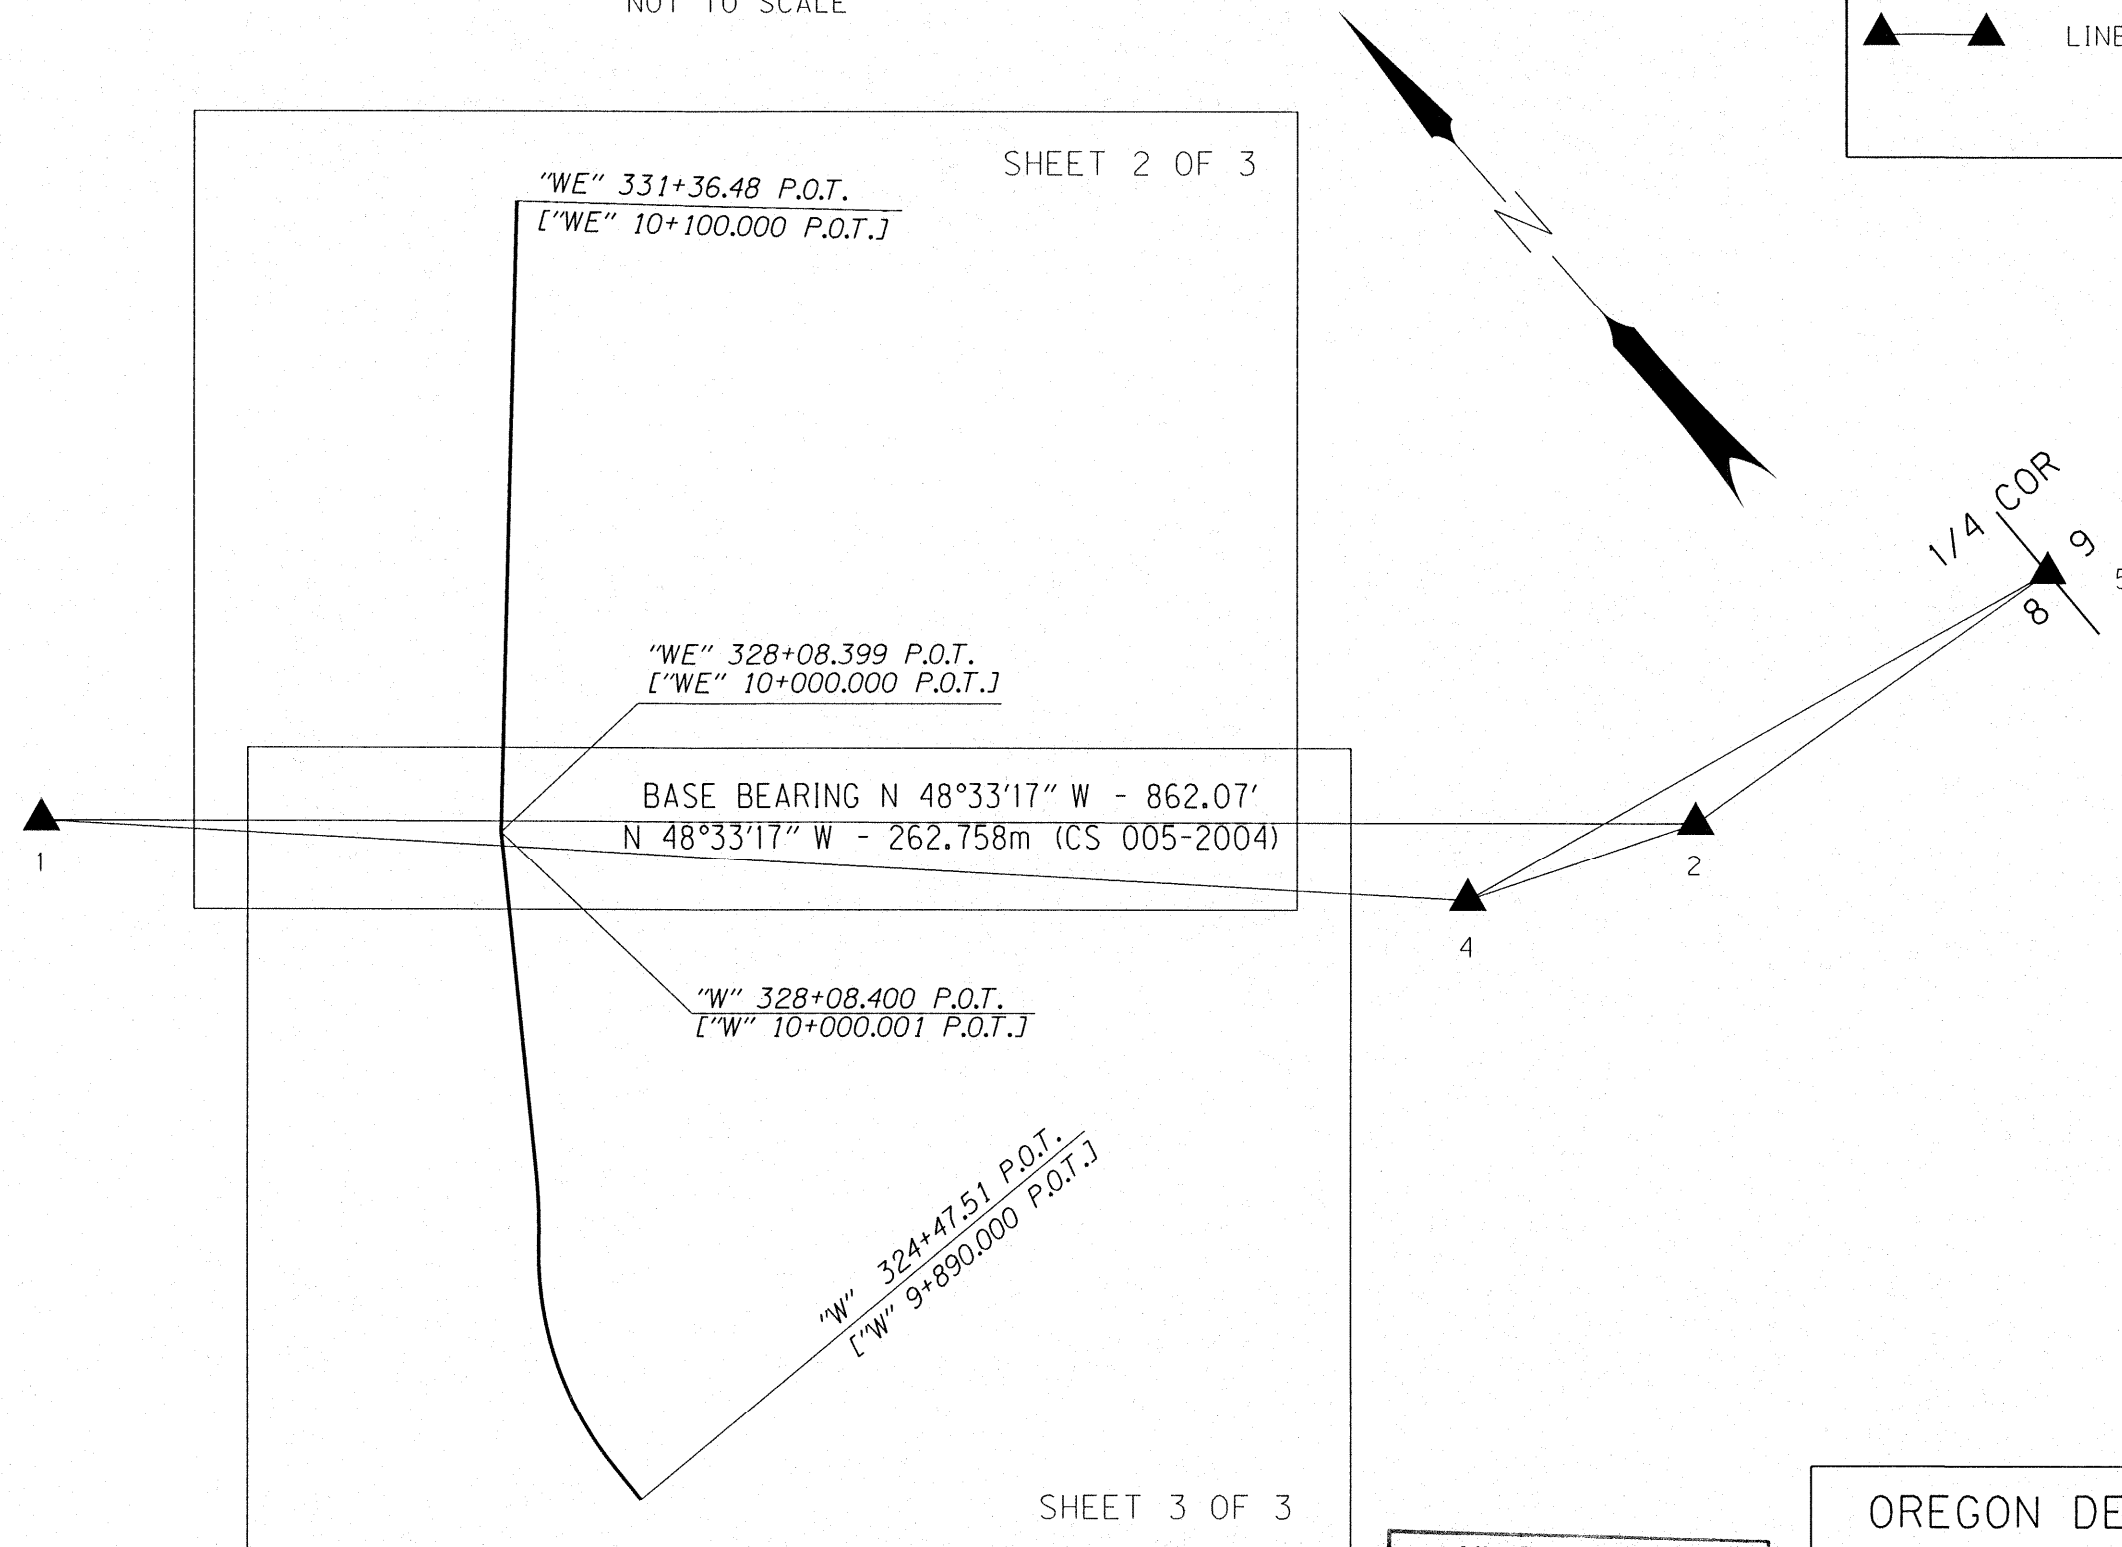 NOT TO SCALE
LINE
SHEET 2 OF 3
"WE" 331+36.48 P.O.T.
["WE" 10+100.000 P.O.T.]
N
1/4 COR
9
8
5
"WE" 328+08.399 P.O.T.
["WE" 10+000.000 P.O.T.]
BASE BEARING N 48°33'17" W - 862.07'
N 48°33'17" W - 262.758m (CS 005-2004)
1
2
4
"W" 328+08.400 P.O.T.
["W" 10+000.001 P.O.T.]
"W" 324+47.51 P.O.T.
["W" 9+890.000 P.O.T.]
SHEET 3 OF 3
OREGON DE